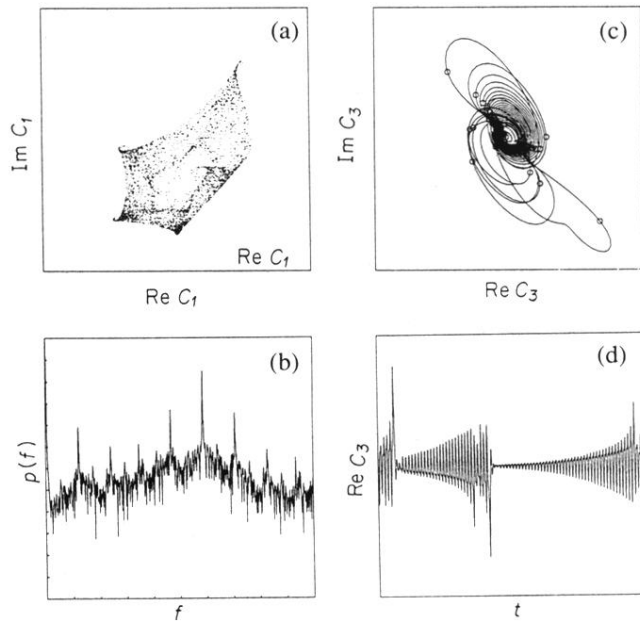 (a)
Im C₁
Re C₁
Re C₁
(c)
Im C₃
Re C₃
(b)
p(f)
f
(d)
Re C₃
t